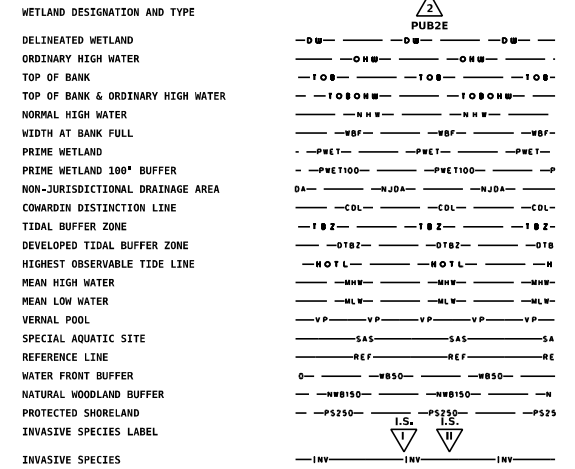 WETLAND DESIGNATION AND TYPE 2
PUB2E
DELINEATED WETLAND DW DW DW
ORDINARY HIGH WATER OHW OHW
TOP OF BANK TOB TOB TOB
TOP OF BANK & ORDINARY HIGH WATER TOBOHW TOBOHW
NORMAL HIGH WATER NHW NHW
WIDTH AT BANK FULL WBF WBF WBF
PRIME WETLAND PWET PWET PWET
PRIME WETLAND 100' BUFFER PWET100 PWET100 P
NON-JURISDICTIONAL DRAINAGE AREA DA NJDA NJDA
COWARDIN DISTINCTION LINE CDL CDL CDL
TIDAL BUFFER ZONE TBZ TBZ TBZ
DEVELOPED TIDAL BUFFER ZONE DTBZ DTBZ DTB
HIGHEST OBSERVABLE TIDE LINE HOTL HOTL H
MEAN HIGH WATER MHW MHW MHW
MEAN LOW WATER MLW MLW MLW
VERNAL POOL VP VP VP VP VP
SPECIAL AQUATIC SITE SAS SAS SA
REFERENCE LINE REF REF RE
WATER FRONT BUFFER 0 WB50 WB50
NATURAL WOODLAND BUFFER NWB150 NWB150 N
PROTECTED SHORELAND PS250 PS250 PS25
I.S. I.S.
INVASIVE SPECIES LABEL I II
INVASIVE SPECIES INV INV INV